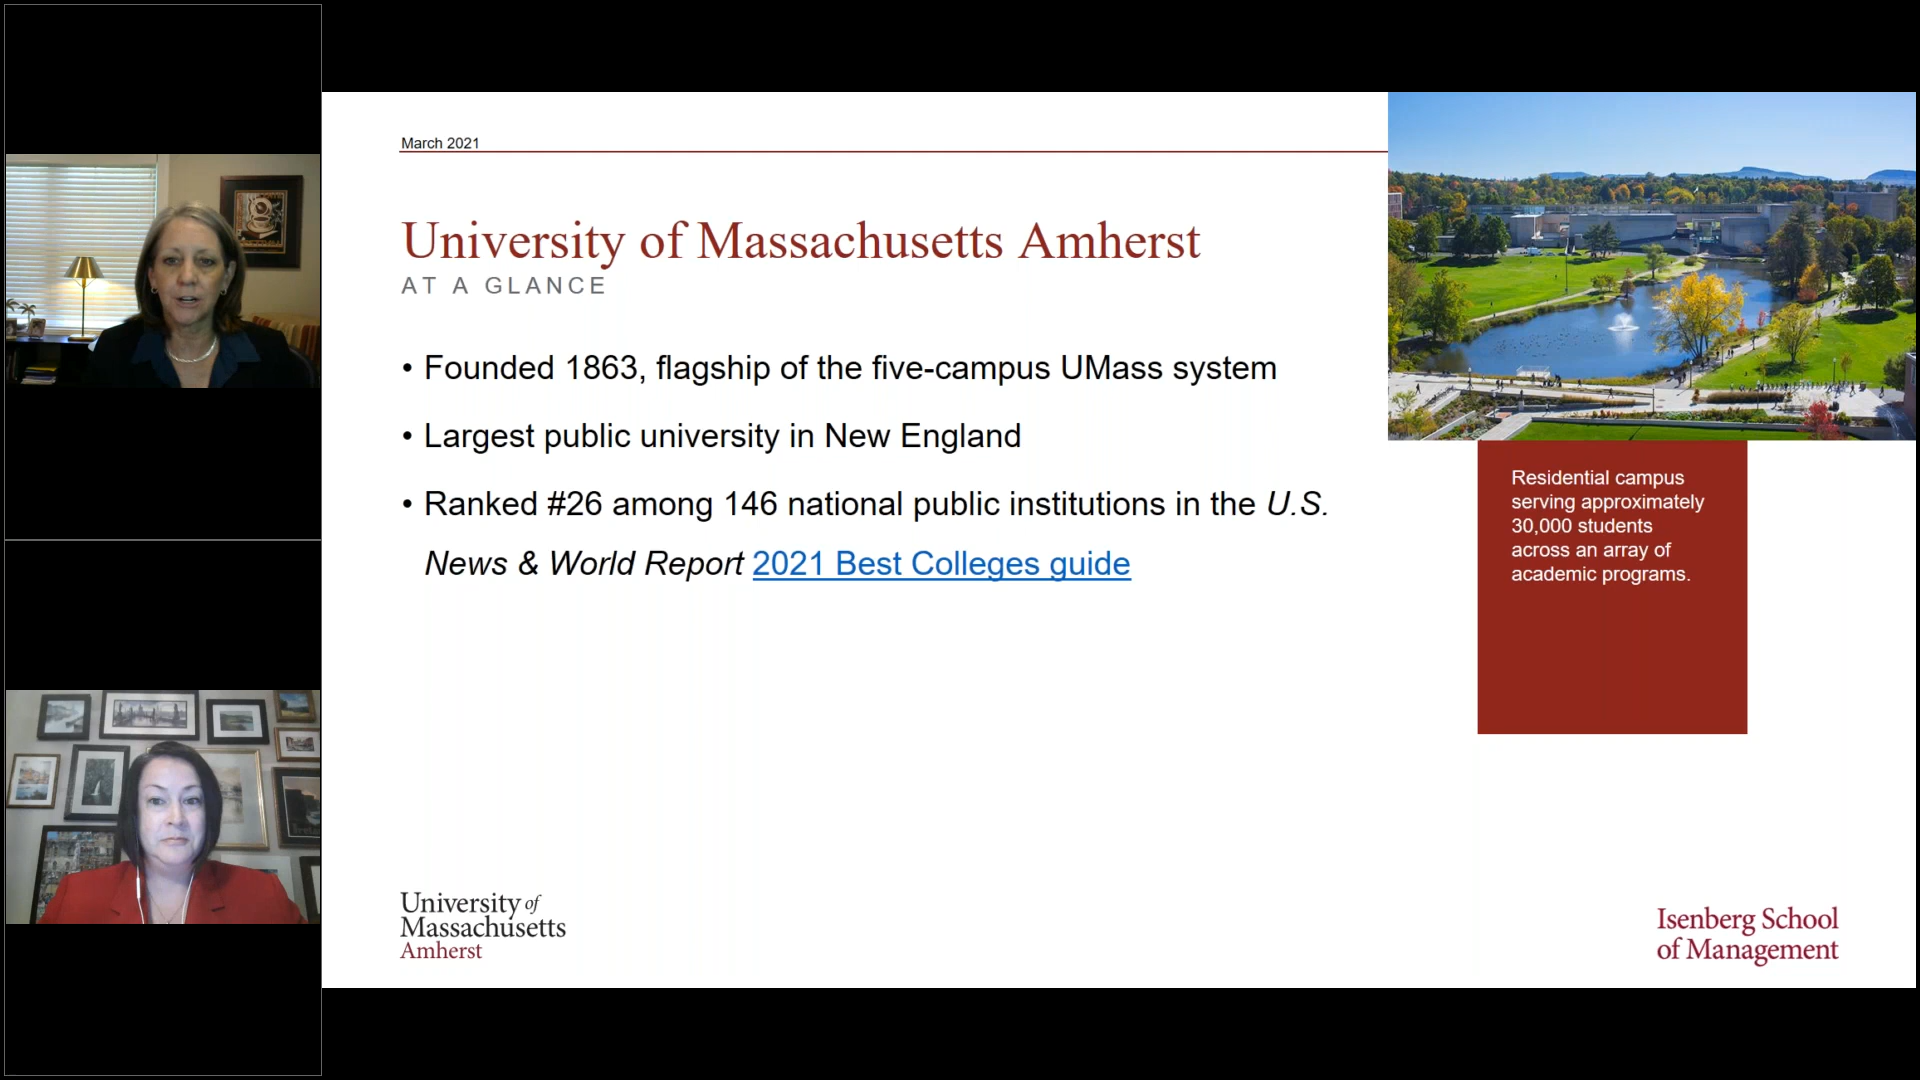 March 2021
University of Massachusetts Amherst
AT A GLANCE
• Founded 1863, flagship of the five-campus UMass system
• Largest public university in New England
• Ranked #26 among 146 national public institutions in the U.S.
News & World Report 2021 Best Colleges guide
Residential campus
serving approximately
30,000 students
across an array of
academic programs.
University of
Massachusetts
Amherst
Isenberg School
of Management